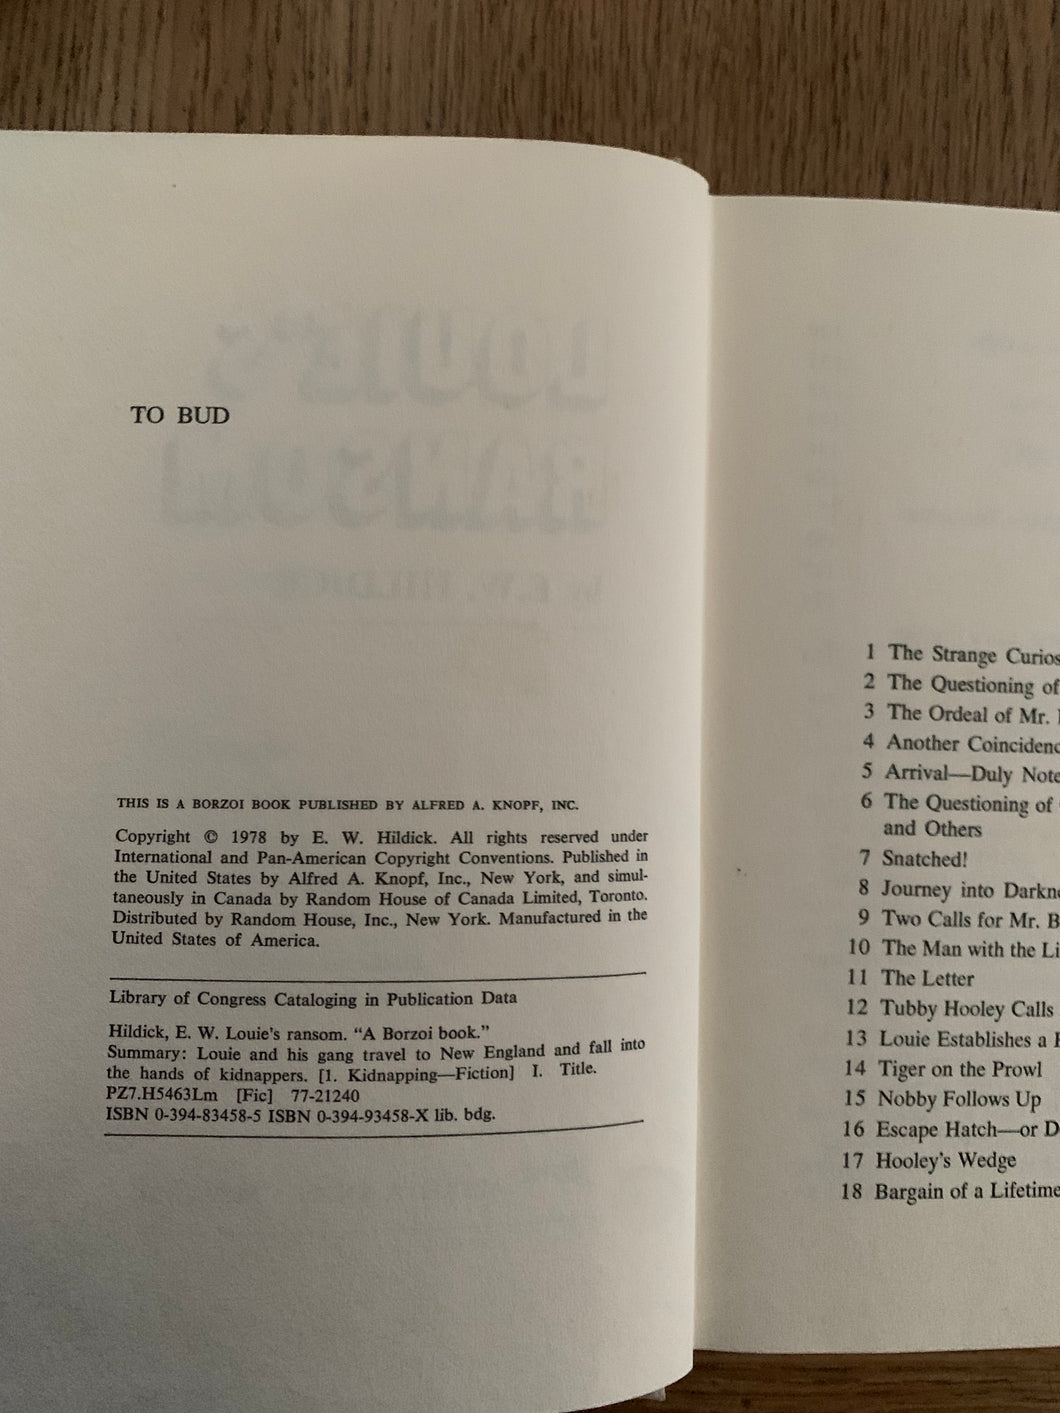 TO BUD
THIS IS A BORZOI BOOK PUBLISHED BY ALFRED A. KNOPF, INC.
Copyright © 1978 by E. W. Hildick. All rights reserved under
International and Pan-American Copyright Conventions. Published in
the United States by Alfred A. Knopf, Inc., New York, and simul-
taneously in Canada by Random House of Canada Limited, Toronto.
Distributed by Random House, Inc., New York. Manufactured in the
United States of America.
Library of Congress Cataloging in Publication Data
Hildick, E. W. Louie's ransom. “A Borzoi book.”
Summary: Louie and his gang travel to New England and fall into
the hands of kidnappers. [1. Kidnapping—Fiction] I. Title.
PZ7.H5463Lm [Fic] 77-21240
ISBN 0-394-83458-5 ISBN 0-394-93458-X lib. bdg.
1 The Strange Curios
2 The Questioning of
3 The Ordeal of Mr.
4 Another Coincidenc
5 Arrival—Duly Note
6 The Questioning of
and Others
7 Snatched!
8 Journey into Darkn
9 Two Calls for Mr. B
10 The Man with the Li
11 The Letter
12 Tubby Hooley Calls
13 Louie Establishes a
14 Tiger on the Prowl
15 Nobby Follows Up
16 Escape Hatch—or D
17 Hooley's Wedge
18 Bargain of a Lifetime